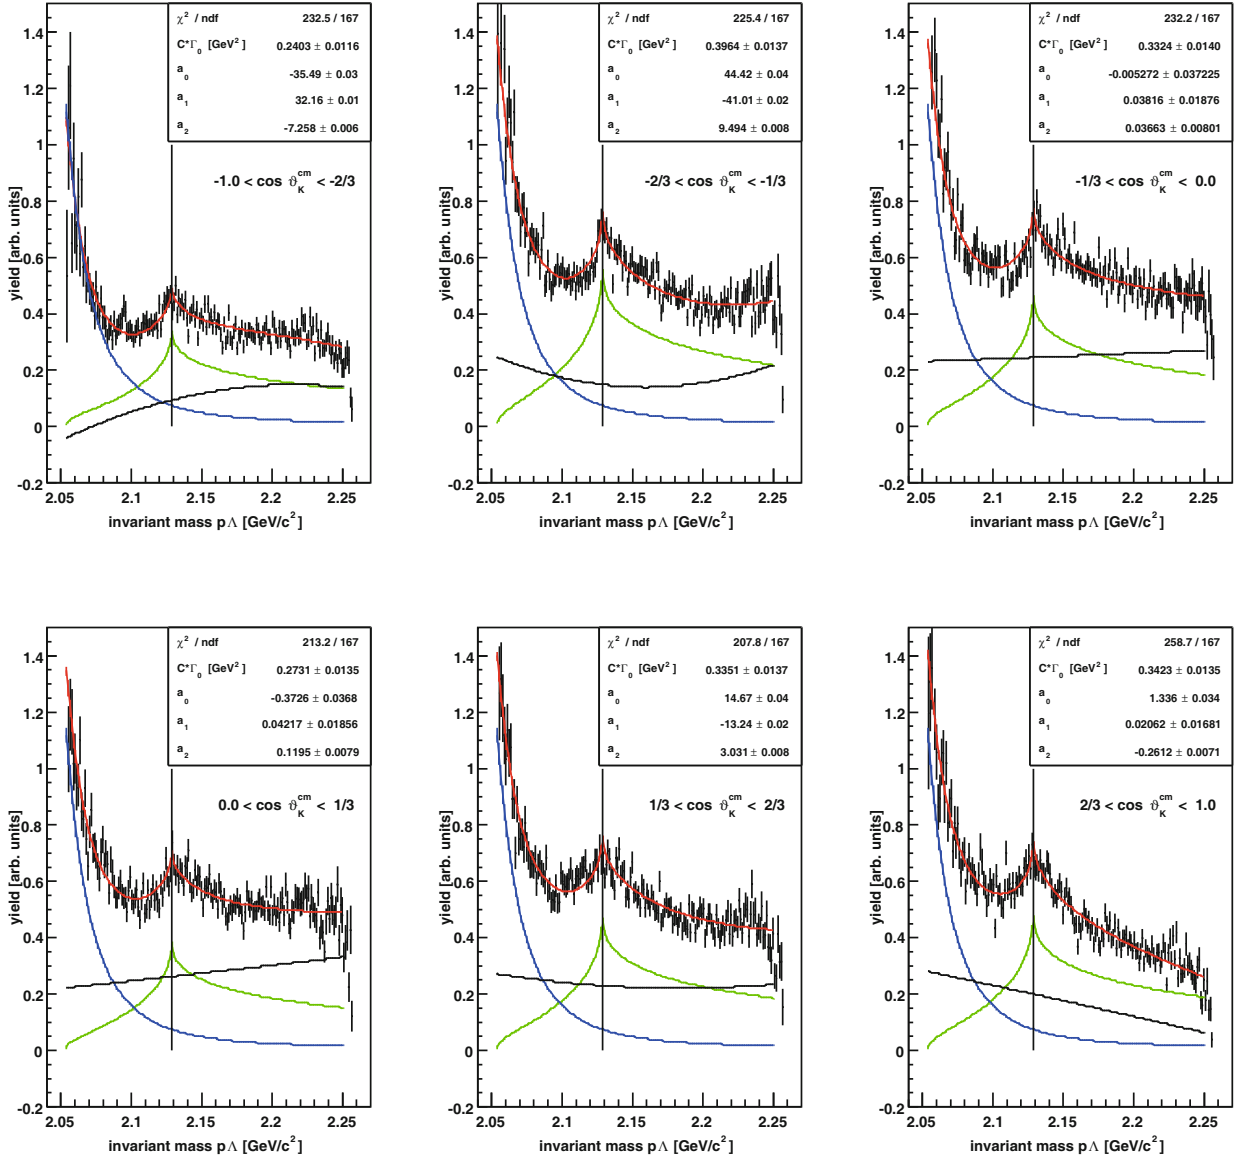 χ² / ndf 232.5 / 167
C*Γ₀ [GeV²] 0.2403 ± 0.0116
a₀ -35.49 ± 0.03
a₁ 32.16 ± 0.01
a₂ -7.258 ± 0.006
-1.0 < cos ϑ_K^cm < -2/3
yield [arb. units]
1.4
1.2
1
0.8
0.6
0.4
0.2
0
-0.2
2.05 2.1 2.15 2.2 2.25
invariant mass p Λ [GeV/c²]
χ² / ndf 225.4 / 167
C*Γ₀ [GeV²] 0.3964 ± 0.0137
a₀ 44.42 ± 0.04
a₁ -41.01 ± 0.02
a₂ 9.494 ± 0.008
-2/3 < cos ϑ_K^cm < -1/3
yield [arb. units]
1.4
1.2
1
0.8
0.6
0.4
0.2
0
-0.2
2.05 2.1 2.15 2.2 2.25
invariant mass p Λ [GeV/c²]
χ² / ndf 232.2 / 167
C*Γ₀ [GeV²] 0.3324 ± 0.0140
a₀ -0.005272 ± 0.037225
a₁ 0.03816 ± 0.01876
a₂ 0.03663 ± 0.00801
-1/3 < cos ϑ_K^cm < 0.0
yield [arb. units]
1.4
1.2
1
0.8
0.6
0.4
0.2
0
-0.2
2.05 2.1 2.15 2.2 2.25
invariant mass p Λ [GeV/c²]
χ² / ndf 213.2 / 167
C*Γ₀ [GeV²] 0.2731 ± 0.0135
a₀ -0.3726 ± 0.0368
a₁ 0.04217 ± 0.01856
a₂ 0.1195 ± 0.0079
0.0 < cos ϑ_K^cm < 1/3
yield [arb. units]
1.4
1.2
1
0.8
0.6
0.4
0.2
0
-0.2
2.05 2.1 2.15 2.2 2.25
invariant mass p Λ [GeV/c²]
χ² / ndf 207.8 / 167
C*Γ₀ [GeV²] 0.3351 ± 0.0137
a₀ 14.67 ± 0.04
a₁ -13.24 ± 0.02
a₂ 3.031 ± 0.008
1/3 < cos ϑ_K^cm < 2/3
yield [arb. units]
1.4
1.2
1
0.8
0.6
0.4
0.2
0
-0.2
2.05 2.1 2.15 2.2 2.25
invariant mass p Λ [GeV/c²]
χ² / ndf 258.7 / 167
C*Γ₀ [GeV²] 0.3423 ± 0.0135
a₀ 1.336 ± 0.034
a₁ 0.02062 ± 0.01681
a₂ -0.2612 ± 0.0071
2/3 < cos ϑ_K^cm < 1.0
yield [arb. units]
1.4
1.2
1
0.8
0.6
0.4
0.2
0
-0.2
2.05 2.1 2.15 2.2 2.25
invariant mass p Λ [GeV/c²]